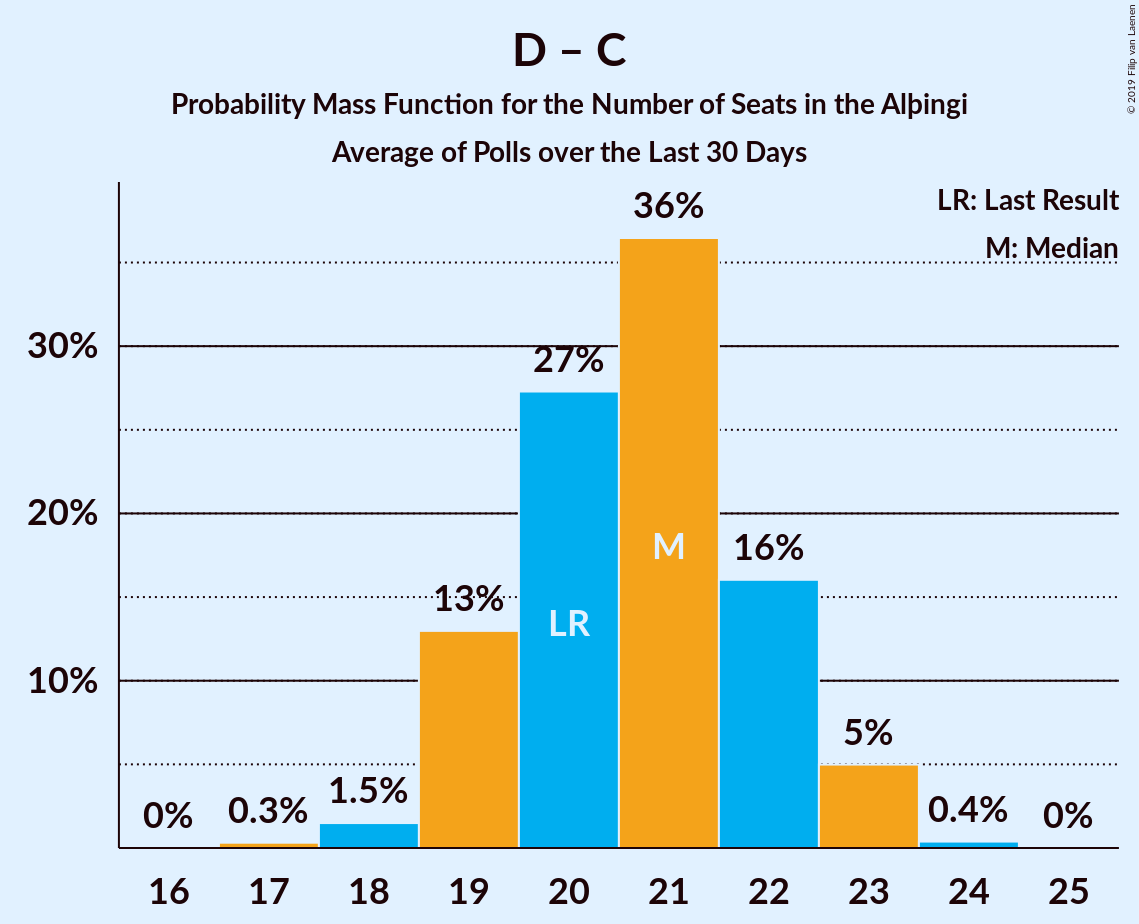 D – C
Probability Mass Function for the Number of Seats in the Alþingi
Average of Polls over the Last 30 Days
© 2019 Filip van Laenen
LR: Last Result
M: Median
30%
20%
10%
0%
0.3%
1.5%
13%
27%
36%
16%
5%
0.4%
0%
LR
M
16 17 18 19 20 21 22 23 24 25